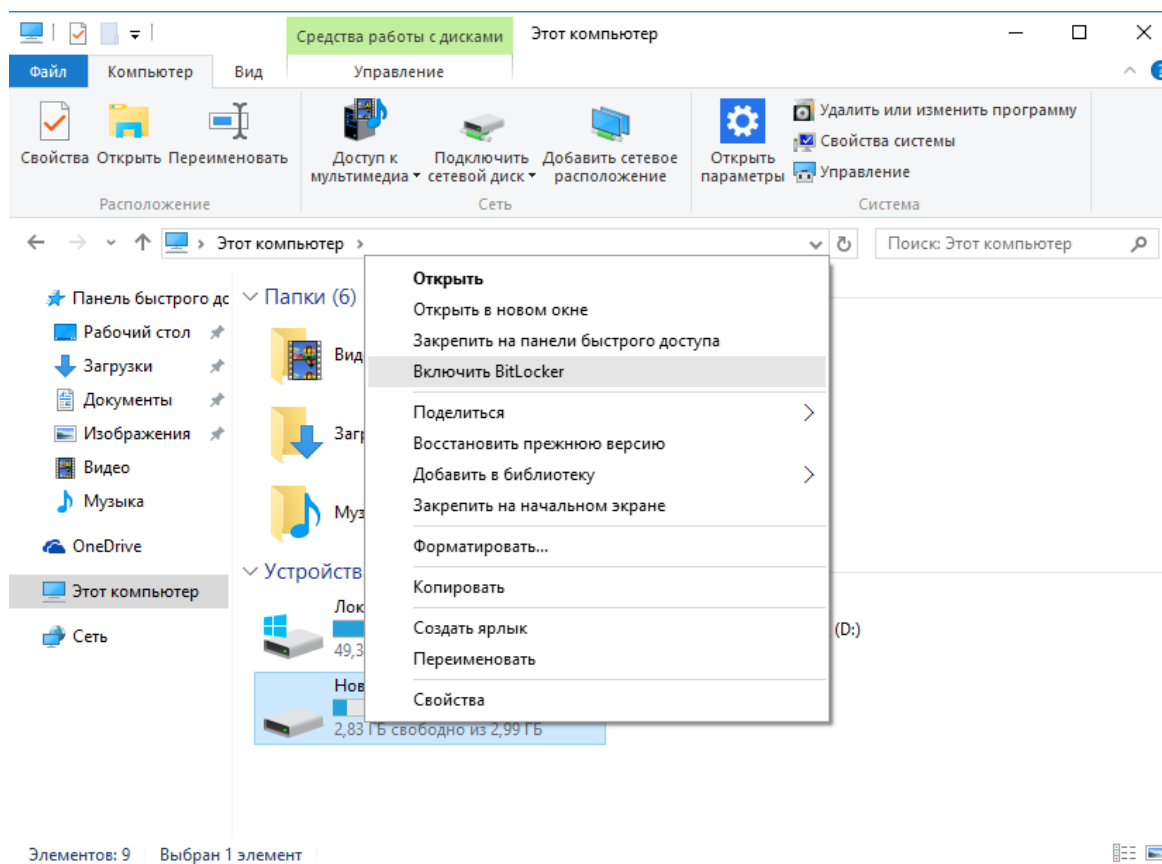 Средства работы с дисками
Этот компьютер
Файл
Компьютер
Вид
Управление
Свойства
Открыть
Переименовать
Доступ к
мультимедиа
Подключить
сетевой диск
Добавить сетевое
расположение
Открыть
параметры
Удалить или изменить программу
Свойства системы
Управление
Расположение
Сеть
Система
Этот компьютер
Поиск: Этот компьютер
Панель быстрого
Рабочий стол
Загрузки
Документы
Изображения
Видео
Музыка
OneDrive
Этот компьютер
Сеть
Папки (6)
Открыть
Открыть в новом окне
Закрепить на панели быстрого доступа
Включить BitLocker
Поделиться
Восстановить прежнюю версию
Добавить в библиотеку
Закрепить на начальном экране
Форматировать...
Копировать
Создать ярлык
Переименовать
Свойства
(D:)
2,83 ГБ свободно из 2,99 ГБ
Элементов: 9
Выбран 1 элемент